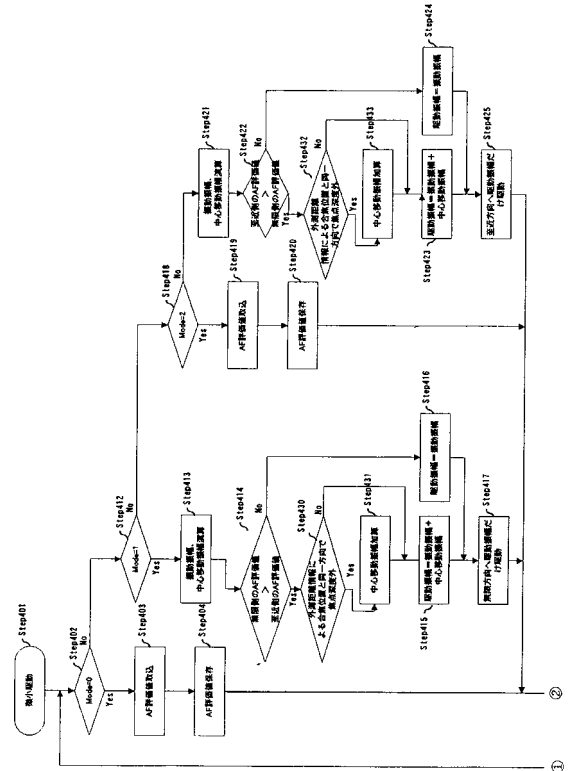 Step401
微小駆動
Step402
Mode=0
No
Yes
Step403
AF評価値取込
Step404
AF評価値保存
Step412
Mode=1
No
Yes
Step413
振動振幅、
中心移動振幅演算
Step414
無限側のAF評価値
>
至近側のAF評価値
No
Yes
Step430
外測距離情報に
よる合焦位置と同一方向で
焦点深度外
No
Yes
Step431
中心移動振幅加算
Step415
駆動振幅＝振動振幅＋
中心移動振幅
Step416
駆動振幅＝振動振幅
Step417
無限方向へ駆動振幅だ
け駆動
Step418
Mode=2
No
Yes
Step419
AF評価値取込
Step420
AF評価値保存
Step421
振動振幅、
中心移動振幅演算
Step422
至近側のAF評価値
>
無限側のAF評価値
No
Yes
Step432
外測距離
情報による合焦位置と同一
方向で焦点深度外
No
Yes
Step433
中心移動振幅加算
Step423
駆動振幅＝振動振幅＋
中心移動振幅
Step424
駆動振幅＝振動振幅
Step425
至近方向へ駆動振幅だ
け駆動
①
②